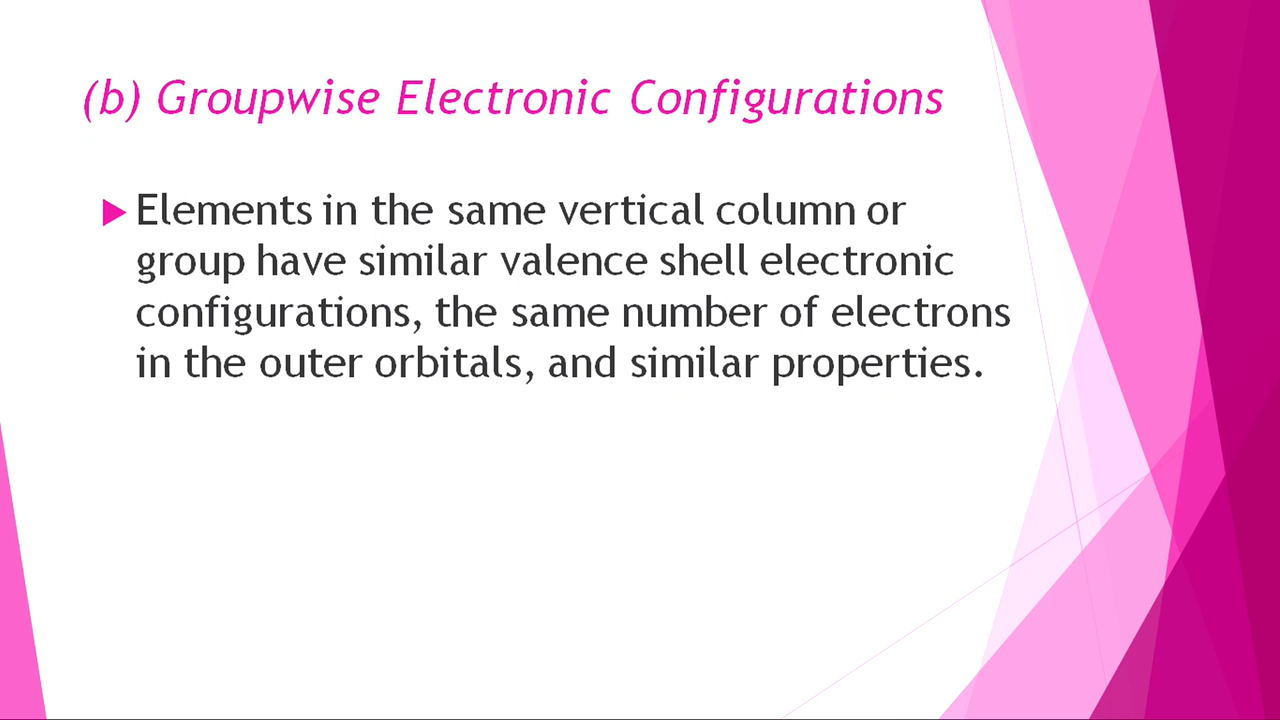 (b) Groupwise Electronic Configurations
Elements in the same vertical column or
group have similar valence shell electronic
configurations, the same number of electrons
in the outer orbitals, and similar properties.